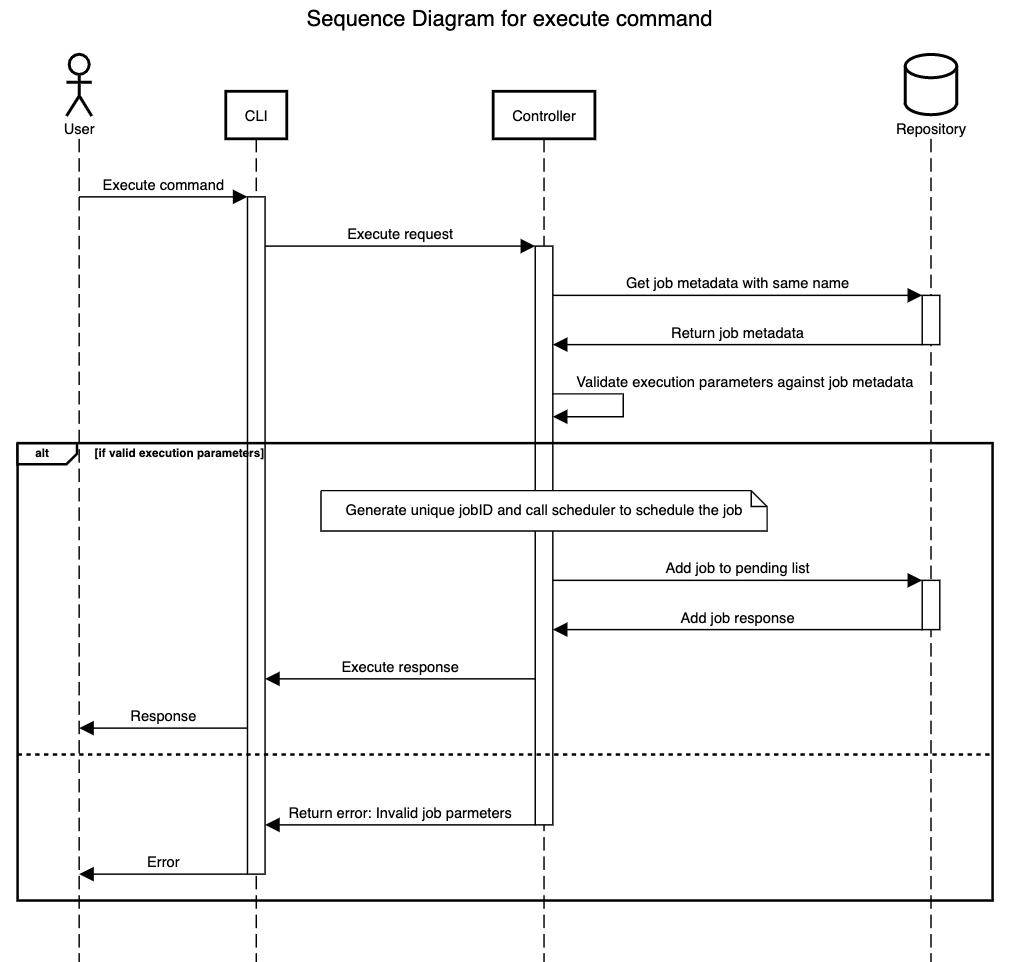 Sequence Diagram for execute command
User
CLI
Controller
Repository
Execute command
Execute request
Get job metadata with same name
Return job metadata
Validate execution parameters against job metadata
alt
[if valid execution parameters]
Generate unique jobID and call scheduler to schedule the job
Add job to pending list
Add job response
Execute response
Response
Return error: Invalid job parmeters
Error